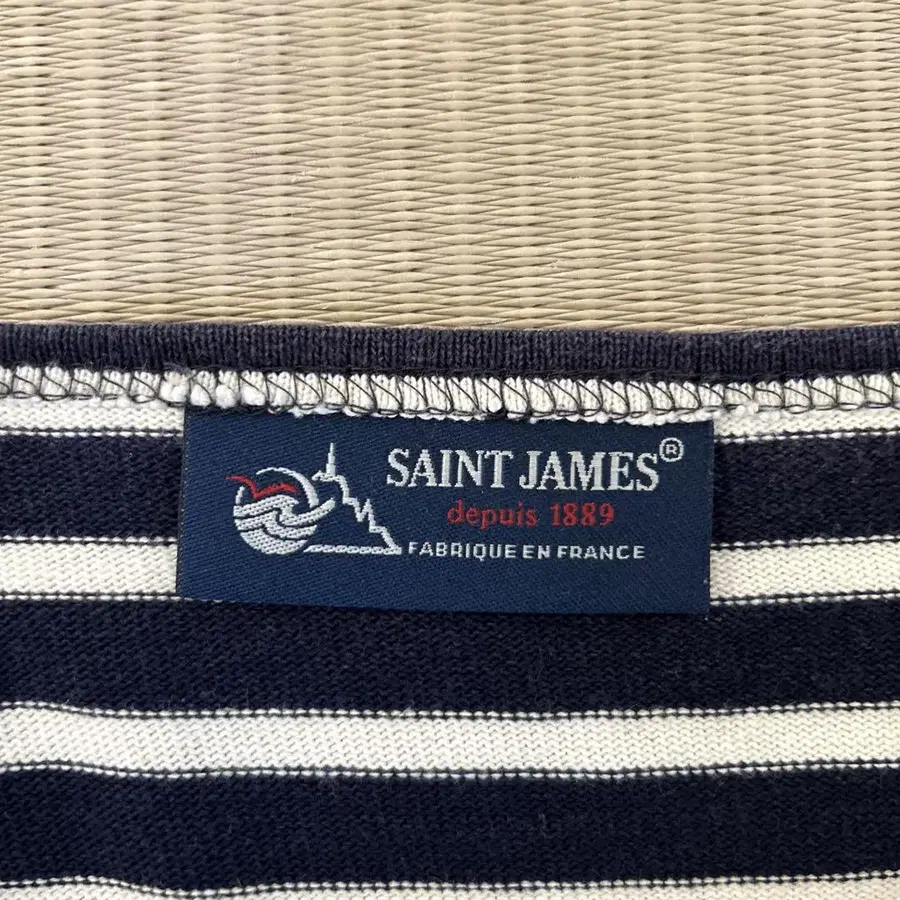 SAINT JAMES®
depuis 1889
FABRIQUE EN FRANCE